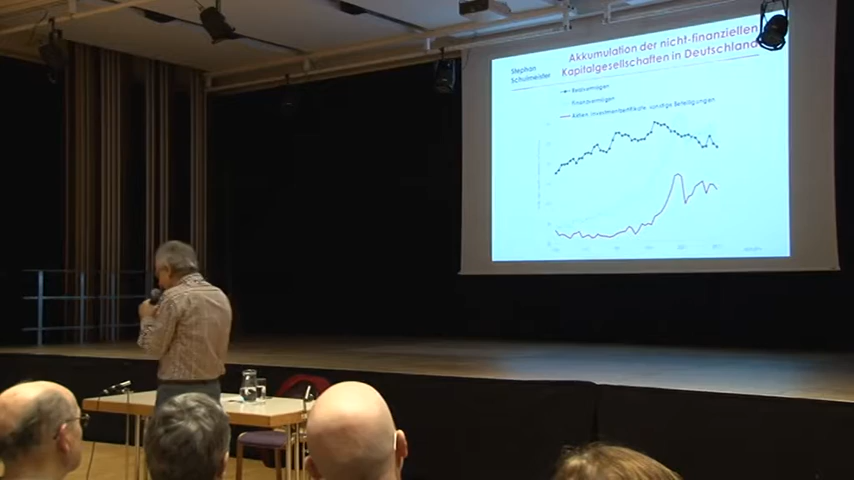 Stephan
Schulmeister
Akkumulation der nicht-finanziellen
Kapitalgesellschaften in Deutschland
Realvermögen
Finanzvermögen
Aktien, Investmentzertifikate, sonstige Beteiligungen